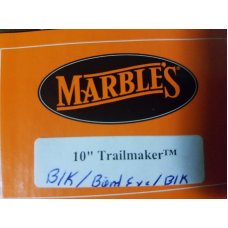 MARBLE'S
10" Trailmaker™
Blk / Bird Eye / Blk